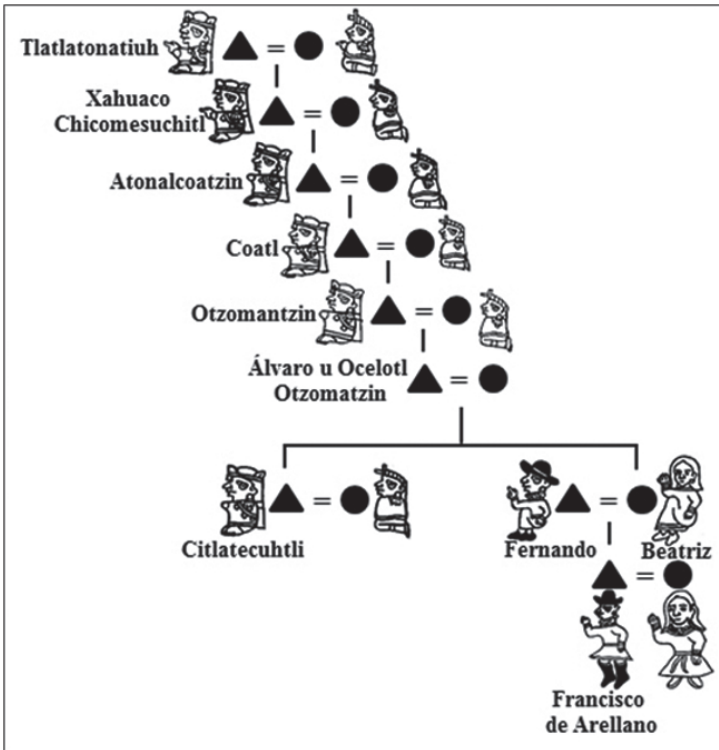 Tlatlatonatiuh
Xahuaco
Chicomesuchitl
Atonalcoatzin
Coatl
Otzomantzin
Álvaro u Ocelotl
Otzomatzin
Citlatecuhtli
Fernando
Beatriz
Francisco
de Arellano